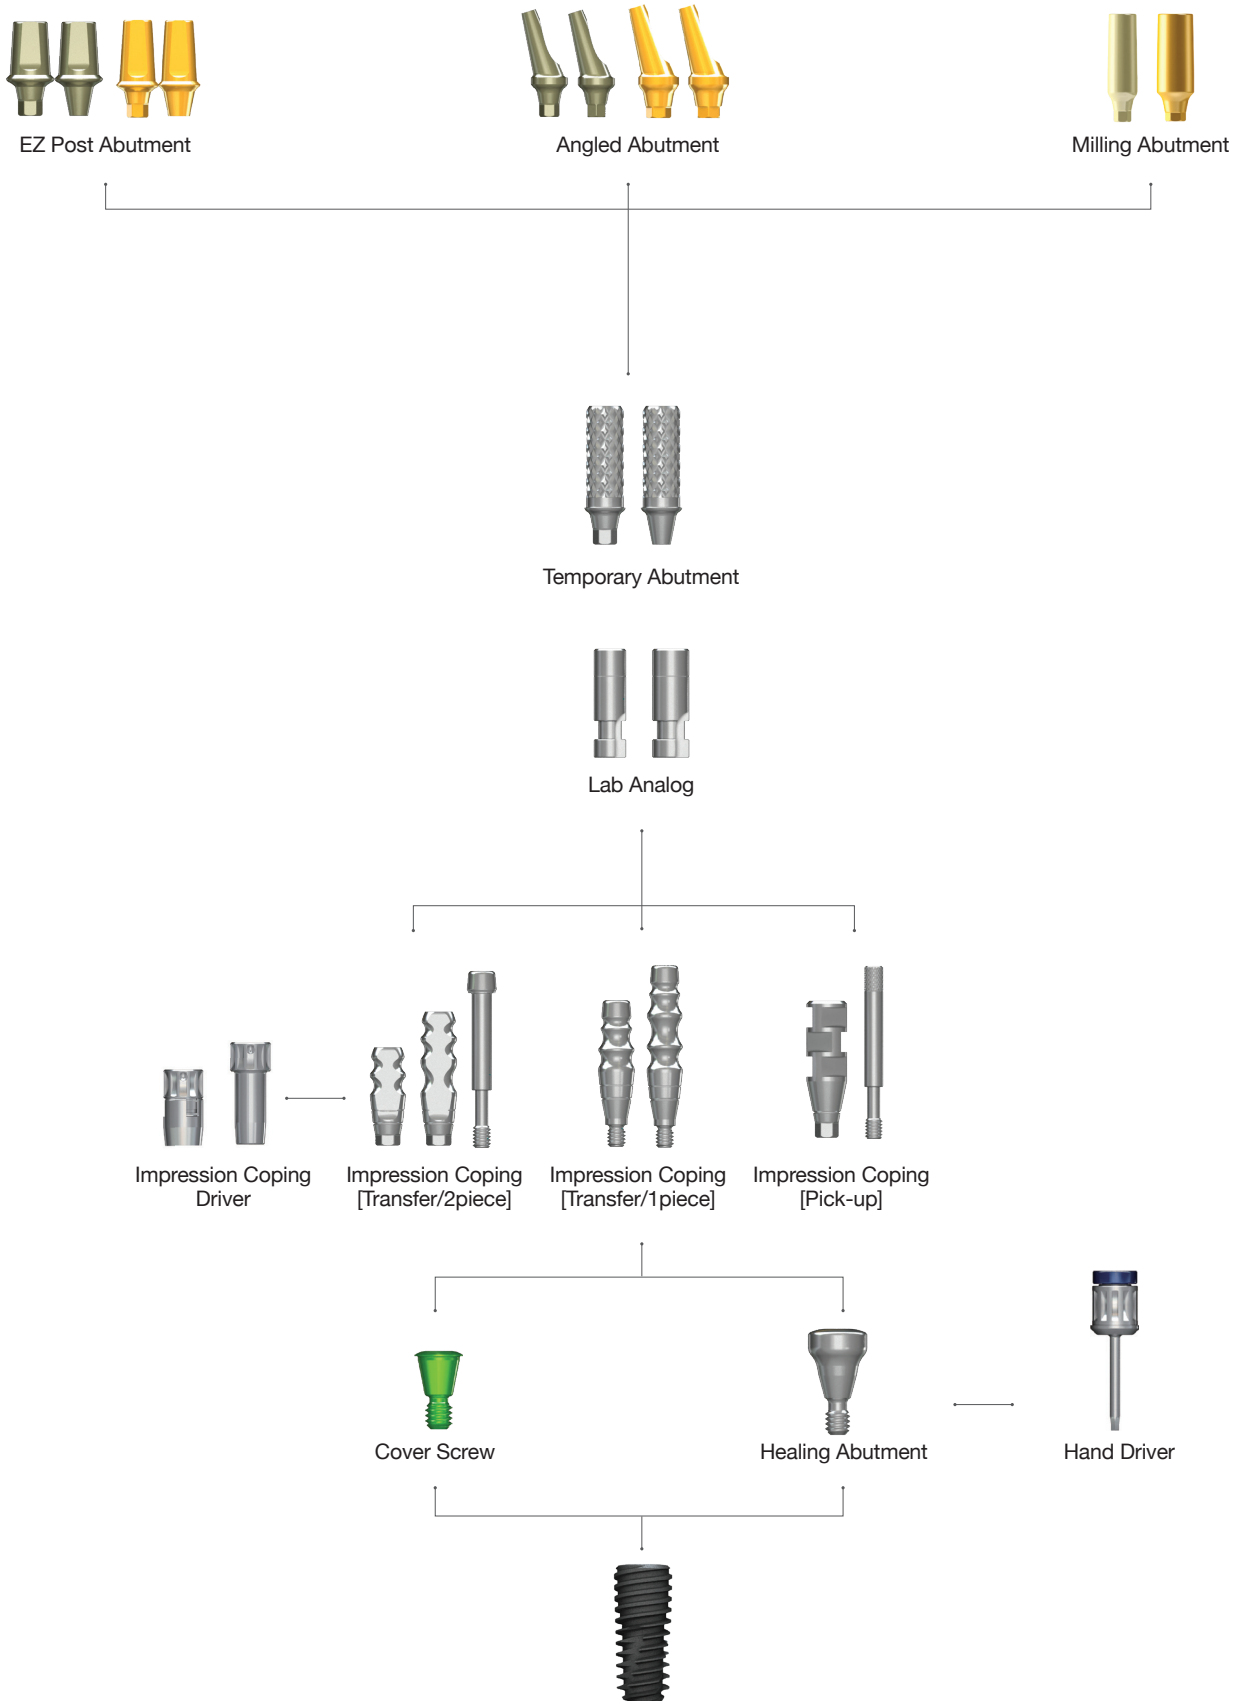 EZ Post Abutment
Angled Abutment
Milling Abutment
Temporary Abutment
Lab Analog
Impression Coping
Driver
Impression Coping
[Transfer/2piece]
Impression Coping
[Transfer/1piece]
Impression Coping
[Pick-up]
Cover Screw
Healing Abutment
Hand Driver